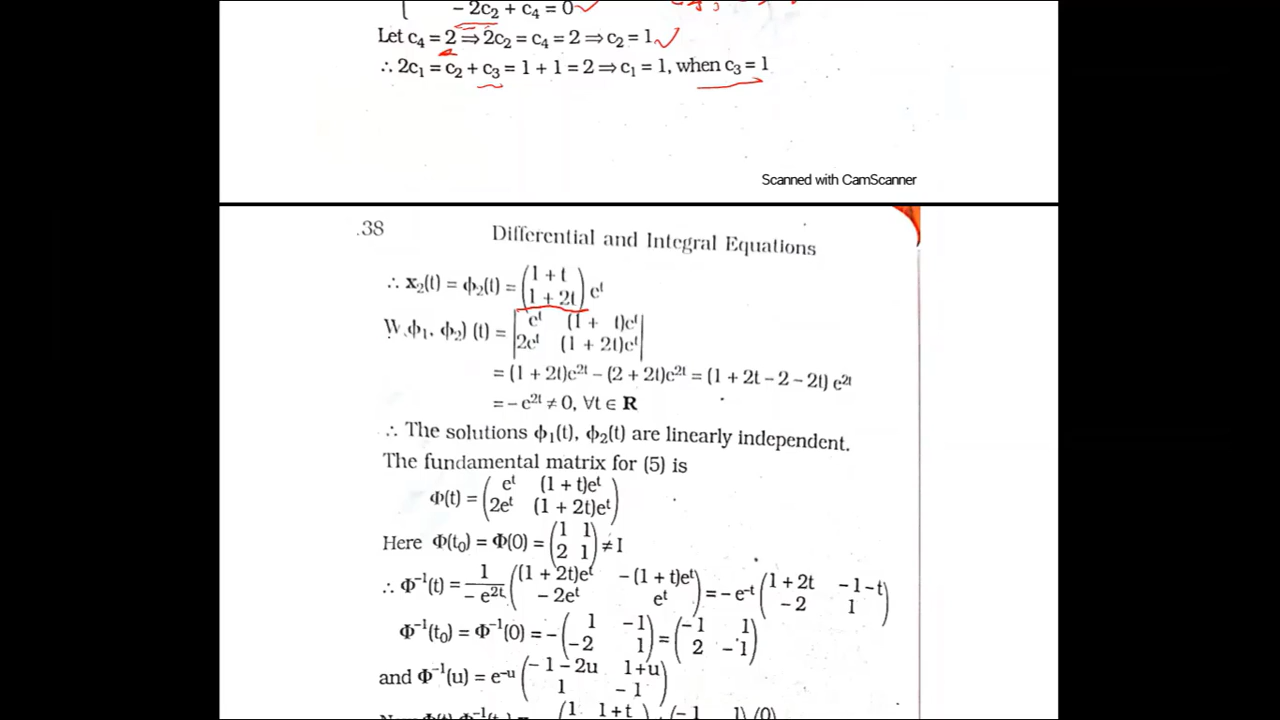 − 2c₂ + c₄ = 0
Let c₄ = 2 ⇒ 2c₂ = c₄ = 2 ⇒ c₂ = 1
∴ 2c₁ = c₂ + c₃ = 1 + 1 = 2 ⇒ c₁ = 1, when c₃ = 1
Scanned with CamScanner
.38 Differential and Integral Equations
∴ x₂(t) = ϕ₂(t) = (1 + t; 1 + 2t) eᵗ
W.ϕ₁, ϕ₂) (t) = |eᵗ (1 + t)eᵗ; 2eᵗ (1 + 2t)eᵗ|
= (1 + 2t)e²ᵗ − (2 + 2t)e²ᵗ = (1 + 2t − 2 − 2t) e²ᵗ
= − e²ᵗ ≠ 0, ∀t ∈ R
∴ The solutions ϕ₁(t), ϕ₂(t) are linearly independent.
The fundamental matrix for (5) is
Φ(t) = (eᵗ (1 + t)eᵗ; 2eᵗ (1 + 2t)eᵗ)
Here Φ(t₀) = Φ(0) = (1 1; 2 1) ≠ I
∴ Φ⁻¹(t) = 1/(− e²ᵗ) ((1 + 2t)eᵗ − (1 + t)eᵗ; − 2eᵗ eᵗ) = − e⁻ᵗ (1 + 2t − 1 − t; − 2 1)
Φ⁻¹(t₀) = Φ⁻¹(0) = − (1 −1; −2 1) = (−1 1; 2 −1)
and Φ⁻¹(u) = e⁻ᵘ (− 1 − 2u 1+u; 1 − 1)